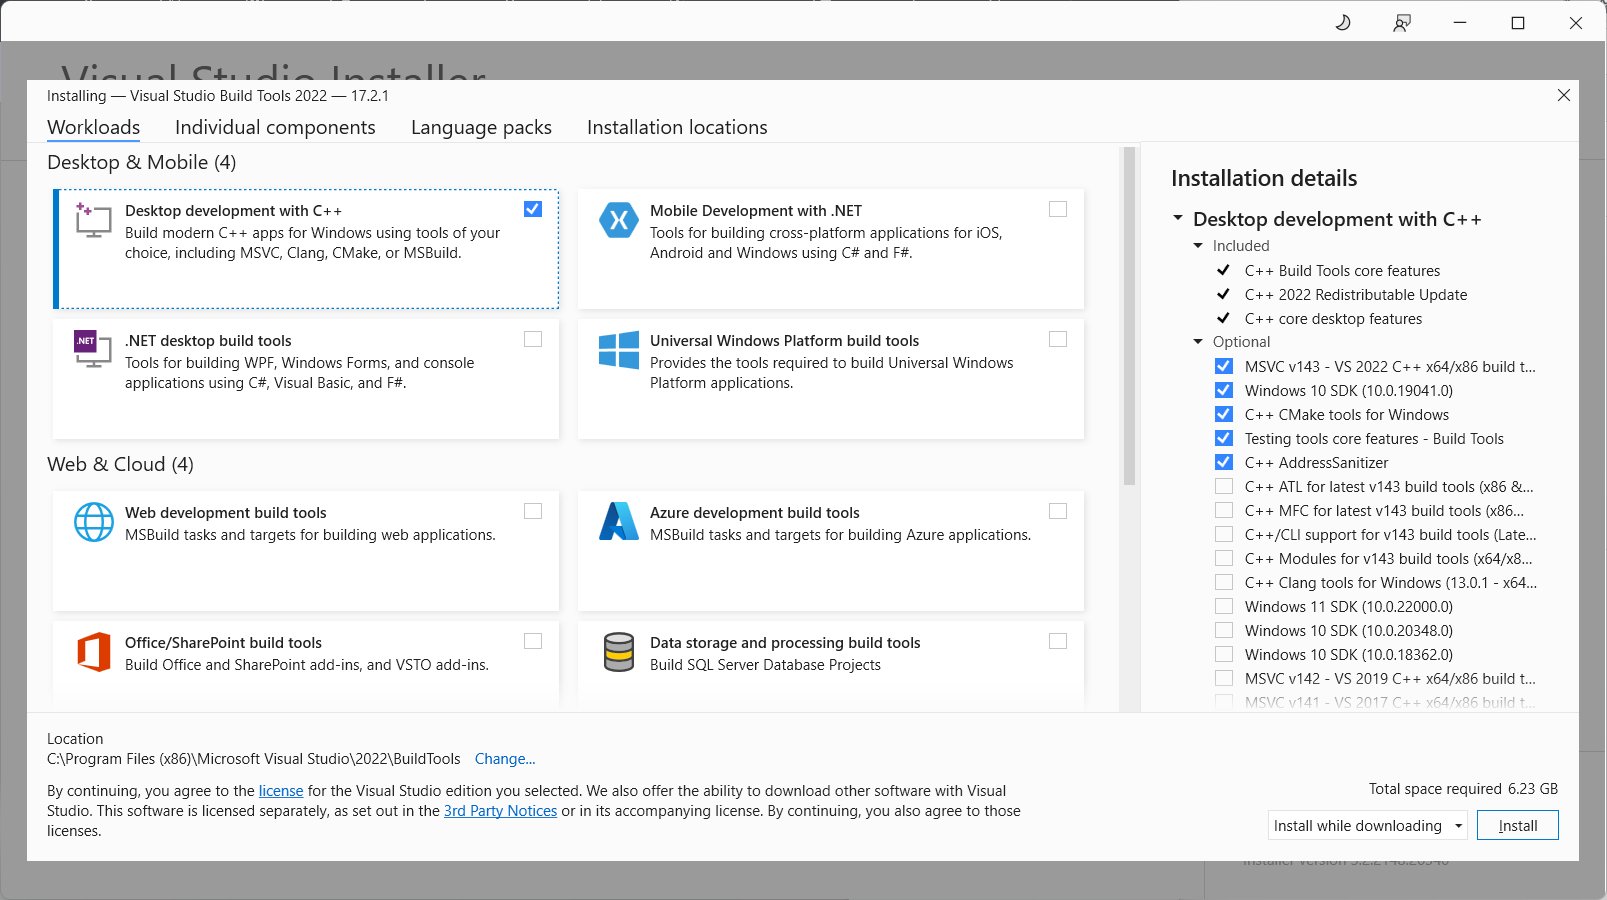 Visual Studio Installer
Installing — Visual Studio Build Tools 2022 — 17.2.1
Workloads
Individual components
Language packs
Installation locations
Desktop & Mobile (4)
Desktop development with C++
Build modern C++ apps for Windows using tools of your
choice, including MSVC, Clang, CMake, or MSBuild.
Mobile Development with .NET
Tools for building cross-platform applications for iOS,
Android and Windows using C# and F#.
.NET
.NET desktop build tools
Tools for building WPF, Windows Forms, and console
applications using C#, Visual Basic, and F#.
Universal Windows Platform build tools
Provides the tools required to build Universal Windows
Platform applications.
Web & Cloud (4)
Web development build tools
MSBuild tasks and targets for building web applications.
Azure development build tools
MSBuild tasks and targets for building Azure applications.
Office/SharePoint build tools
Build Office and SharePoint add-ins, and VSTO add-ins.
Data storage and processing build tools
Build SQL Server Database Projects
Installation details
Desktop development with C++
Included
C++ Build Tools core features
C++ 2022 Redistributable Update
C++ core desktop features
Optional
MSVC v143 - VS 2022 C++ x64/x86 build t...
Windows 10 SDK (10.0.19041.0)
C++ CMake tools for Windows
Testing tools core features - Build Tools
C++ AddressSanitizer
C++ ATL for latest v143 build tools (x86 &...
C++ MFC for latest v143 build tools (x86...
C++/CLI support for v143 build tools (Late...
C++ Modules for v143 build tools (x64/x8...
C++ Clang tools for Windows (13.0.1 - x64...
Windows 11 SDK (10.0.22000.0)
Windows 10 SDK (10.0.20348.0)
Windows 10 SDK (10.0.18362.0)
MSVC v142 - VS 2019 C++ x64/x86 build t...
MSVC v141 - VS 2017 C++ x64/x86 build t...
Location
C:\Program Files (x86)\Microsoft Visual Studio\2022\BuildTools
Change...
By continuing, you agree to the license for the Visual Studio edition you selected. We also offer the ability to download other software with Visual
Studio. This software is licensed separately, as set out in the 3rd Party Notices or in its accompanying license. By continuing, you also agree to those
licenses.
Total space required 6.23 GB
Install while downloading
Install
Installer version